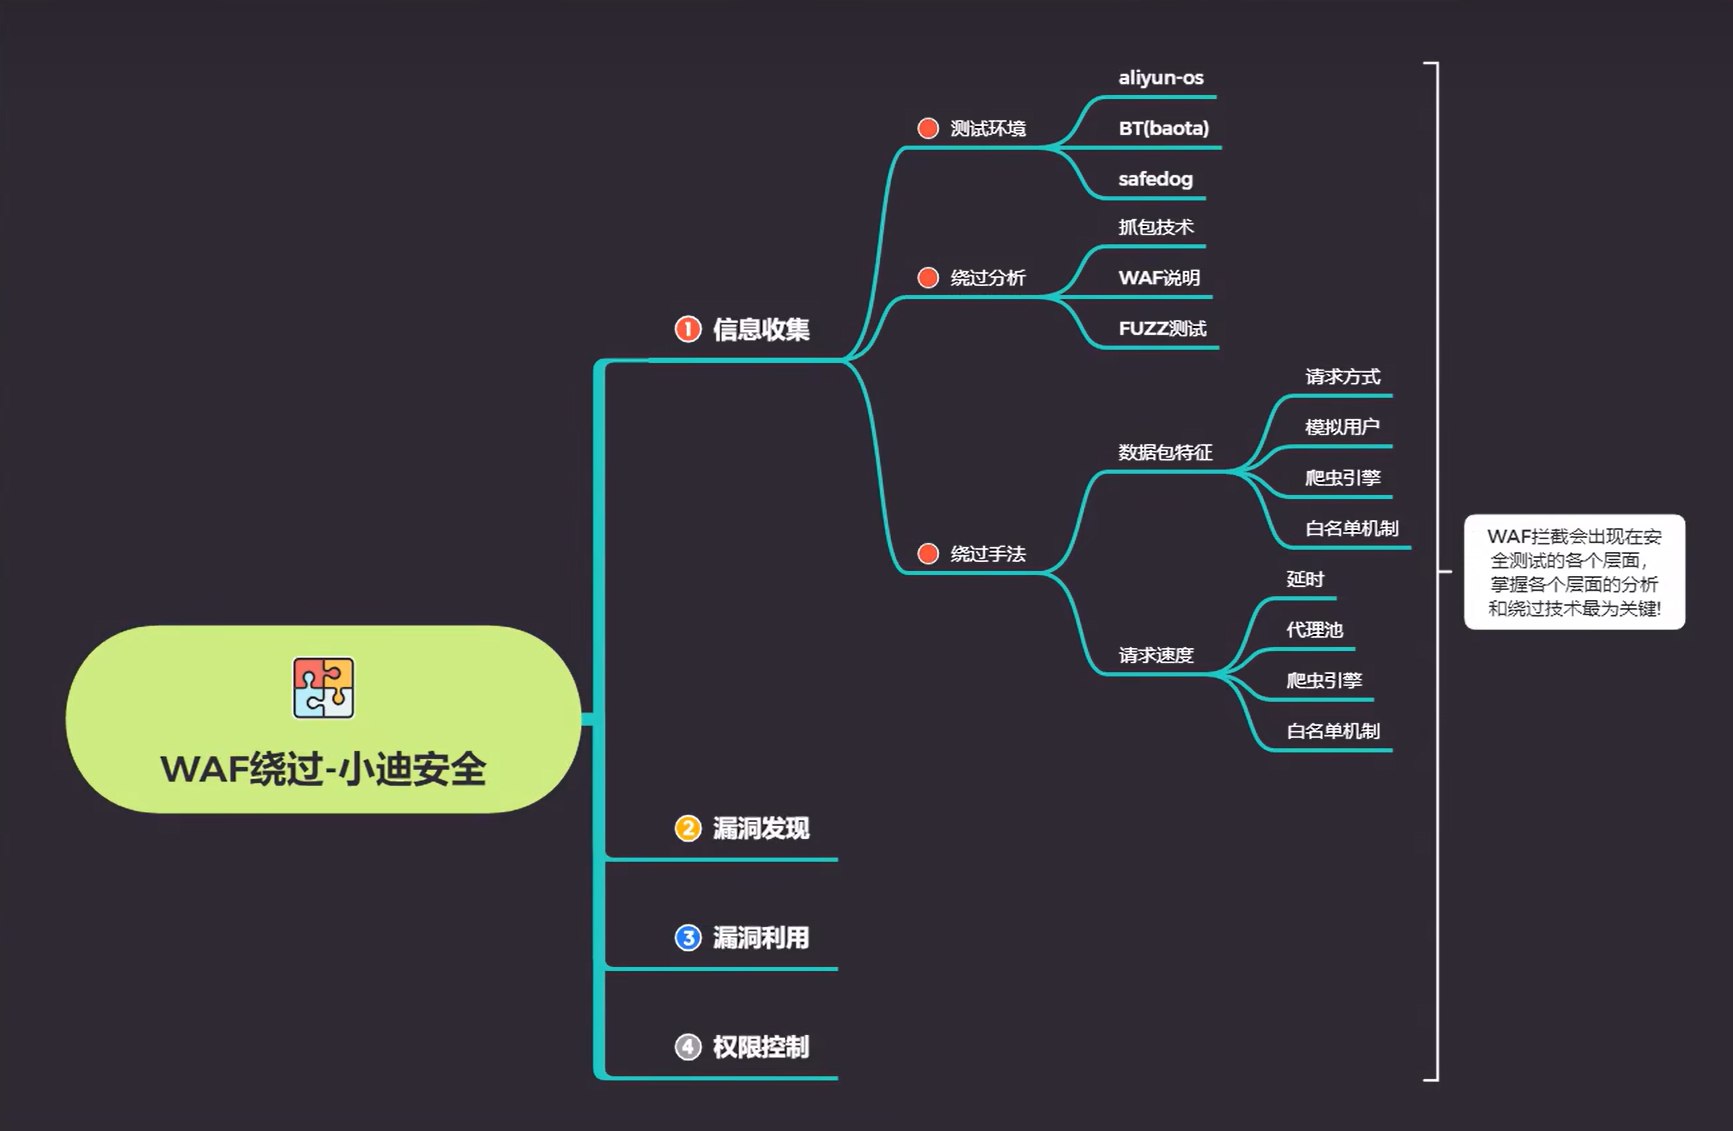 WAF绕过-小迪安全
1 信息收集
测试环境
aliyun-os
BT(baota)
safedog
绕过分析
抓包技术
WAF说明
FUZZ测试
绕过手法
数据包特征
请求方式
模拟用户
爬虫引擎
白名单机制
请求速度
延时
代理池
爬虫引擎
白名单机制
2 漏洞发现
3 漏洞利用
4 权限控制
WAF拦截会出现在安
全测试的各个层面，
掌握各个层面的分析
和绕过技术最为关键!